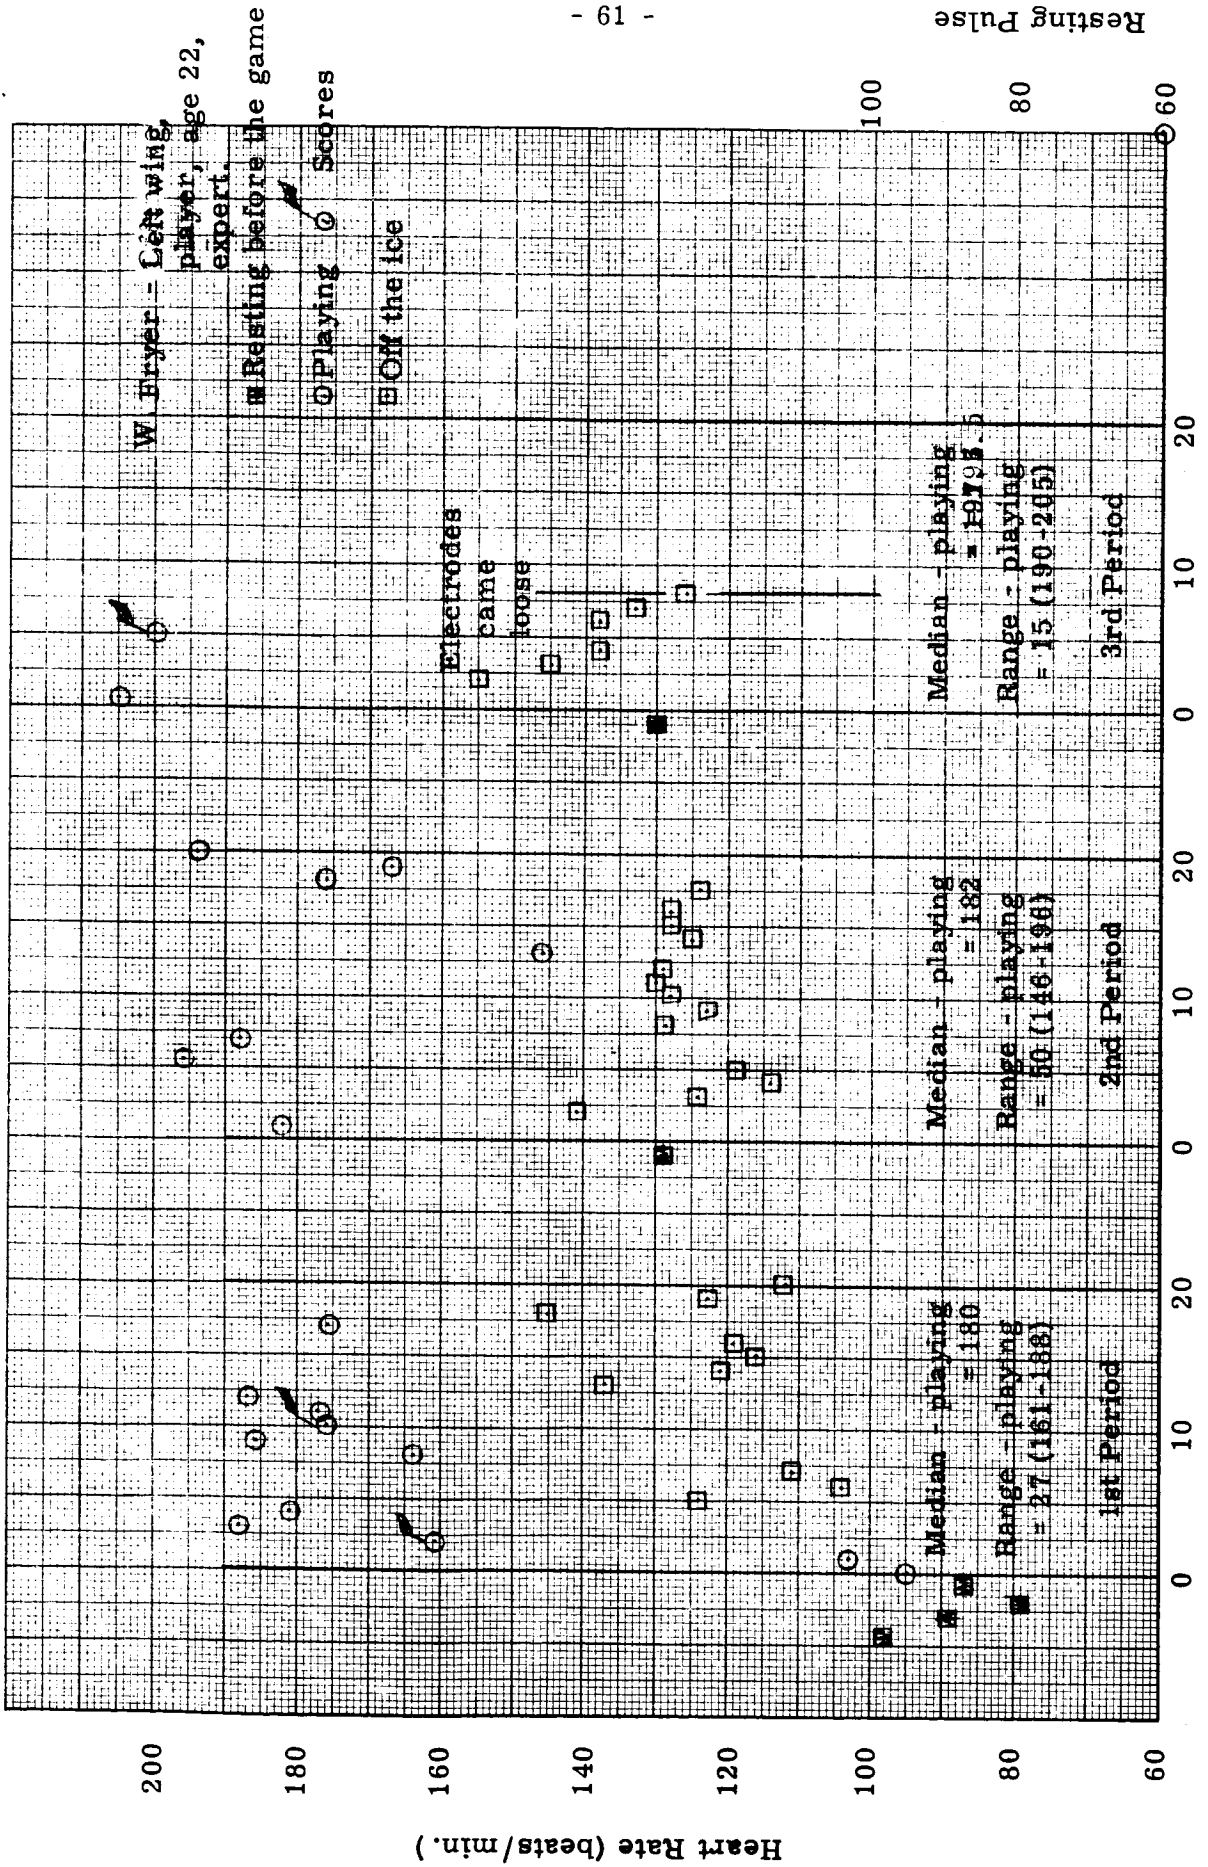 - 61 -
W. Fryer - Left wing,
player, age 22,
expert.
Resting before the game
Playing Scores
Off the ice
Electrodes
came
loose
Heart Rate (beats/min.)
200
180
160
140
120
100
80
60
Resting Pulse
100
80
60
Median - playing
= 180
Range - playing
= 27 (161-188)
1st Period
Median - playing
= 182
Range - playing
= 50 (146-196)
2nd Period
Median - playing
Range - playing
= 15 (190-205)
3rd Period
0 10 20 0 10 20 0 10 20